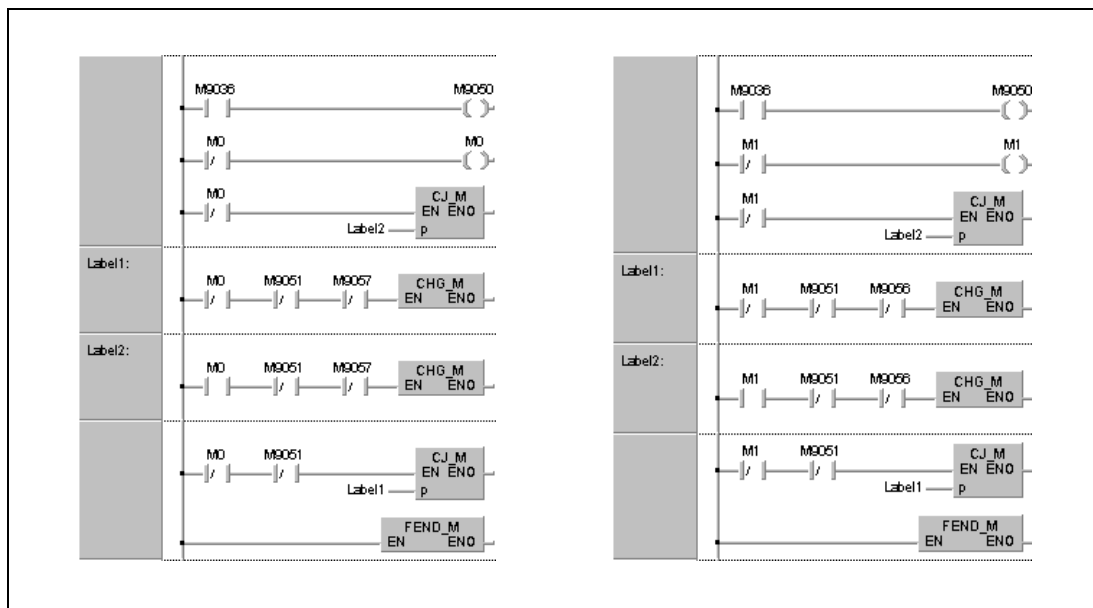 M9036 M9050
M0 M0
M0 CJ_M
EN ENO
Label2 p
Label1:
M0 M9051 M9057 CHG_M
EN ENO
Label2:
M0 M9051 M9057 CHG_M
EN ENO
M0 M9051 CJ_M
EN ENO
Label1 p
FEND_M
EN ENO
M9036 M9050
M1 M1
M1 CJ_M
EN ENO
Label2 p
Label1:
M1 M9051 M9056 CHG_M
EN ENO
Label2:
M1 M9051 M9056 CHG_M
EN ENO
M1 M9051 CJ_M
EN ENO
Label1 p
FEND_M
EN ENO